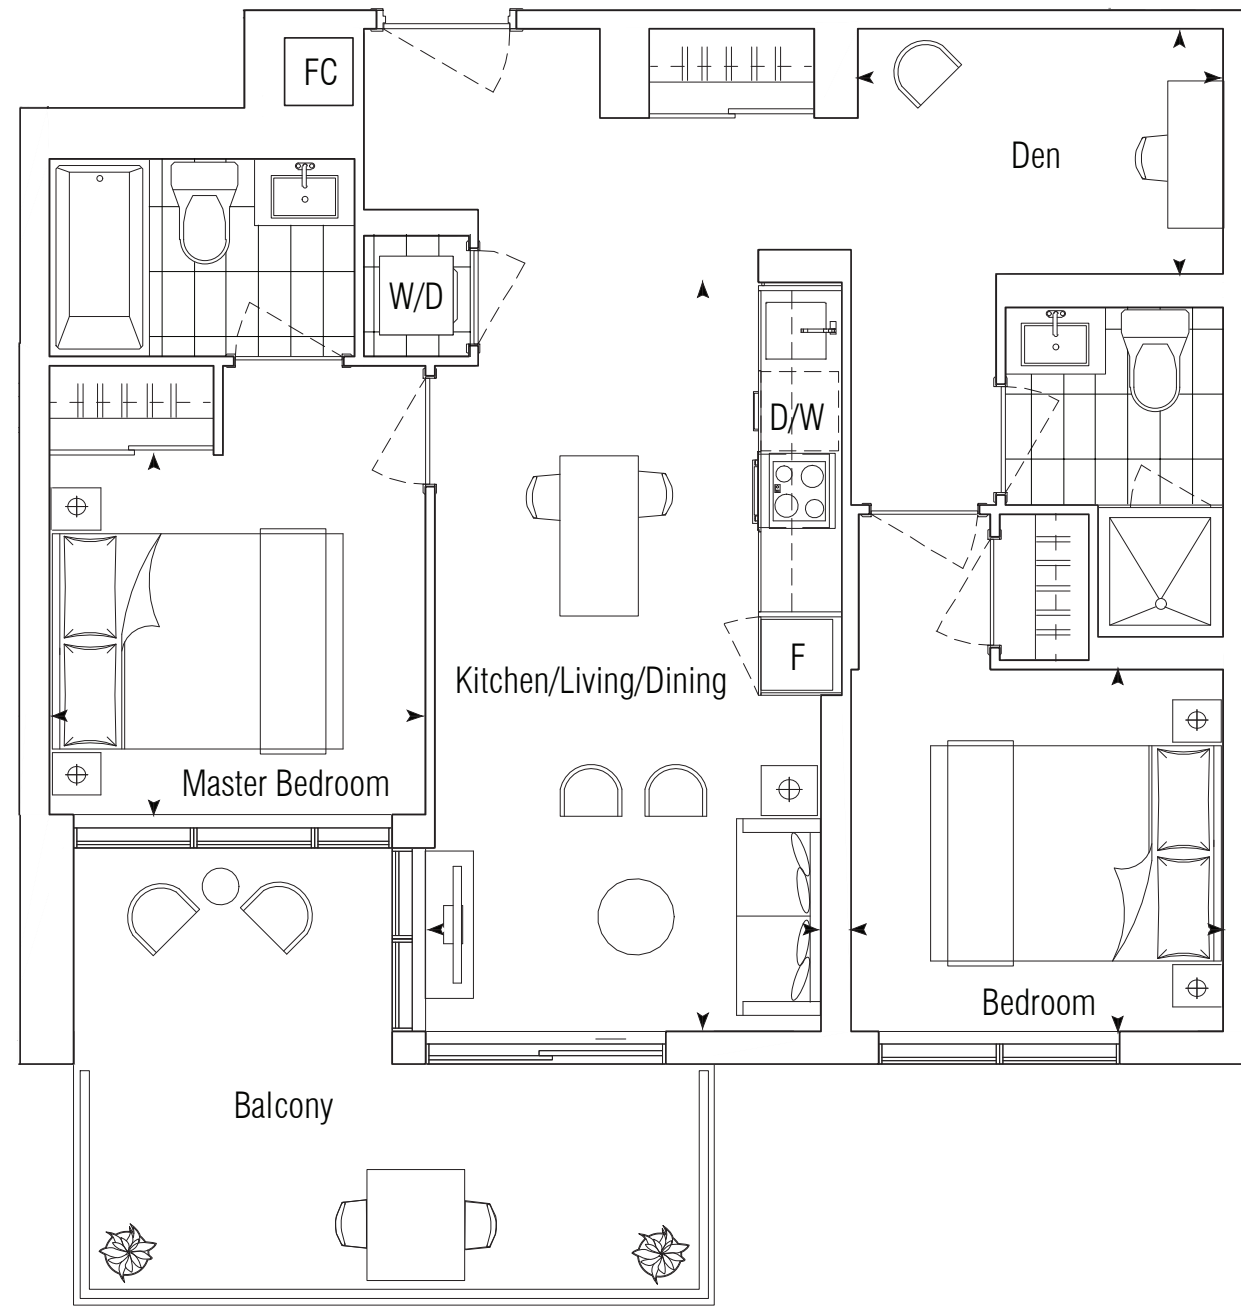 FC
Den
W/D
D/W
F
Kitchen/Living/Dining
Master Bedroom
Bedroom
Balcony